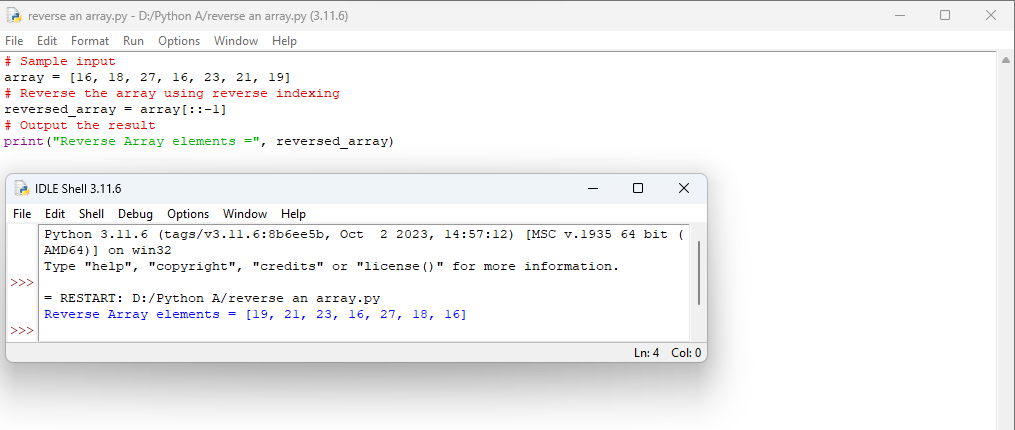 reverse an array.py - D:/Python A/reverse an array.py (3.11.6)
File Edit Format Run Options Window Help
# Sample input
array = [16, 18, 27, 16, 23, 21, 19]
# Reverse the array using reverse indexing
reversed_array = array[::-1]
# Output the result
print("Reverse Array elements =", reversed_array)
IDLE Shell 3.11.6
File Edit Shell Debug Options Window Help
Python 3.11.6 (tags/v3.11.6:8b6ee5b, Oct  2 2023, 14:57:12) [MSC v.1935 64 bit (
AMD64)] on win32
Type "help", "copyright", "credits" or "license()" for more information.
>>>
= RESTART: D:/Python A/reverse an array.py
Reverse Array elements = [19, 21, 23, 16, 27, 18, 16]
>>>
Ln: 4 Col: 0